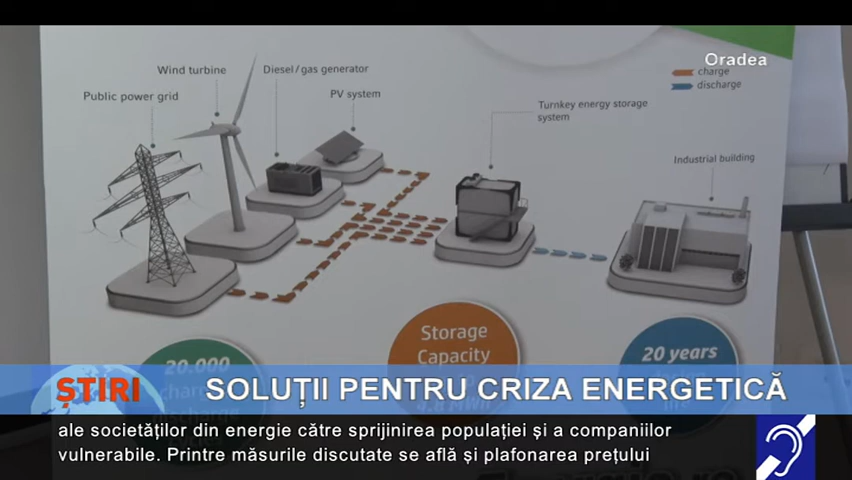 Oradea
Wind turbine
Diesel/gas generator
charge
Public power grid
PV system
discharge
Turnkey energy storage
system
Industrial building
Storage
Capacity
20.000
20 years
ȘTIRI
SOLUȚII PENTRU CRIZA ENERGETICĂ
ale societăților din energie către sprijinirea populației și a companiilor
vulnerabile. Printre măsurile discutate se află și plafonarea prețului